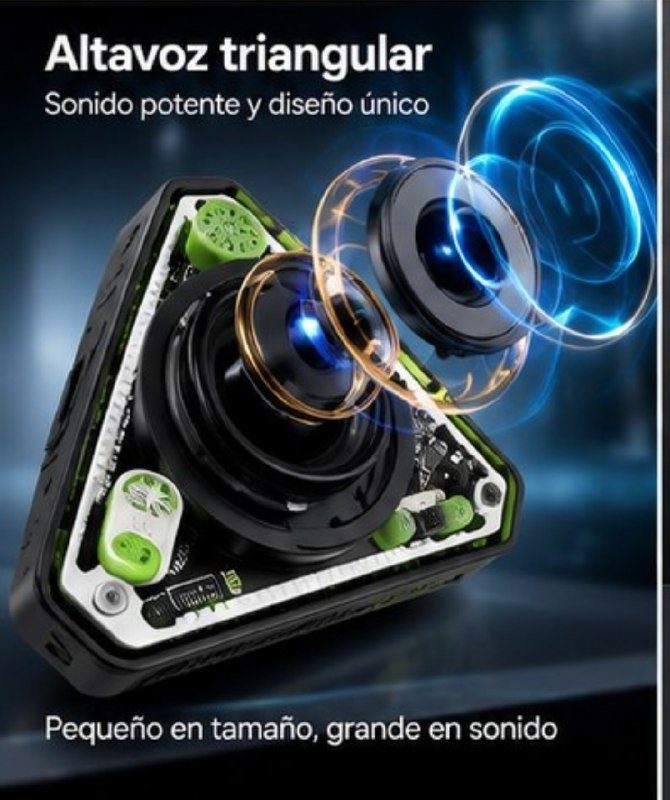 Altavoz triangular
Sonido potente y diseño único
Pequeño en tamaño, grande en sonido